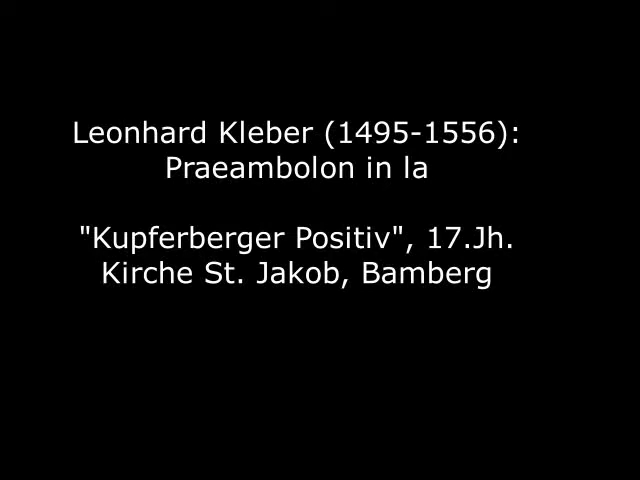 Leonhard Kleber (1495-1556):
Praeambolon in la
"Kupferberger Positiv", 17.Jh.
Kirche St. Jakob, Bamberg